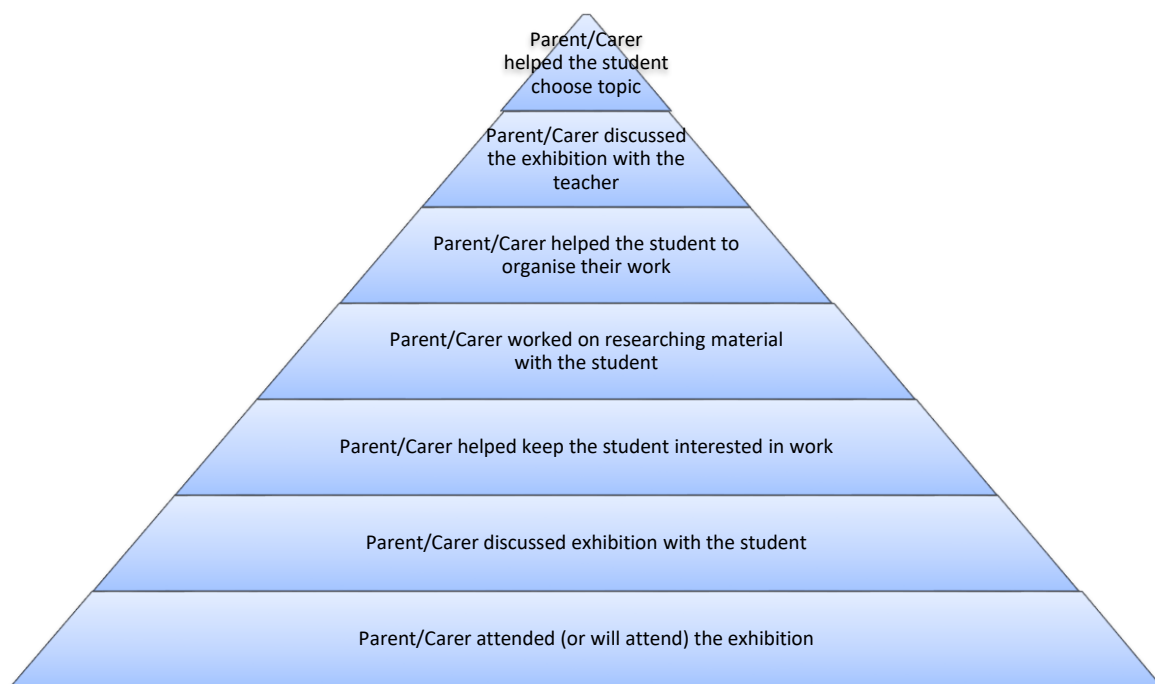 Parent/Carer
helped the student
choose topic
Parent/Carer discussed
the exhibition with the
teacher
Parent/Carer helped the student to
organise their work
Parent/Carer worked on researching material
with the student
Parent/Carer helped keep the student interested in work
Parent/Carer discussed exhibition with the student
Parent/Carer attended (or will attend) the exhibition